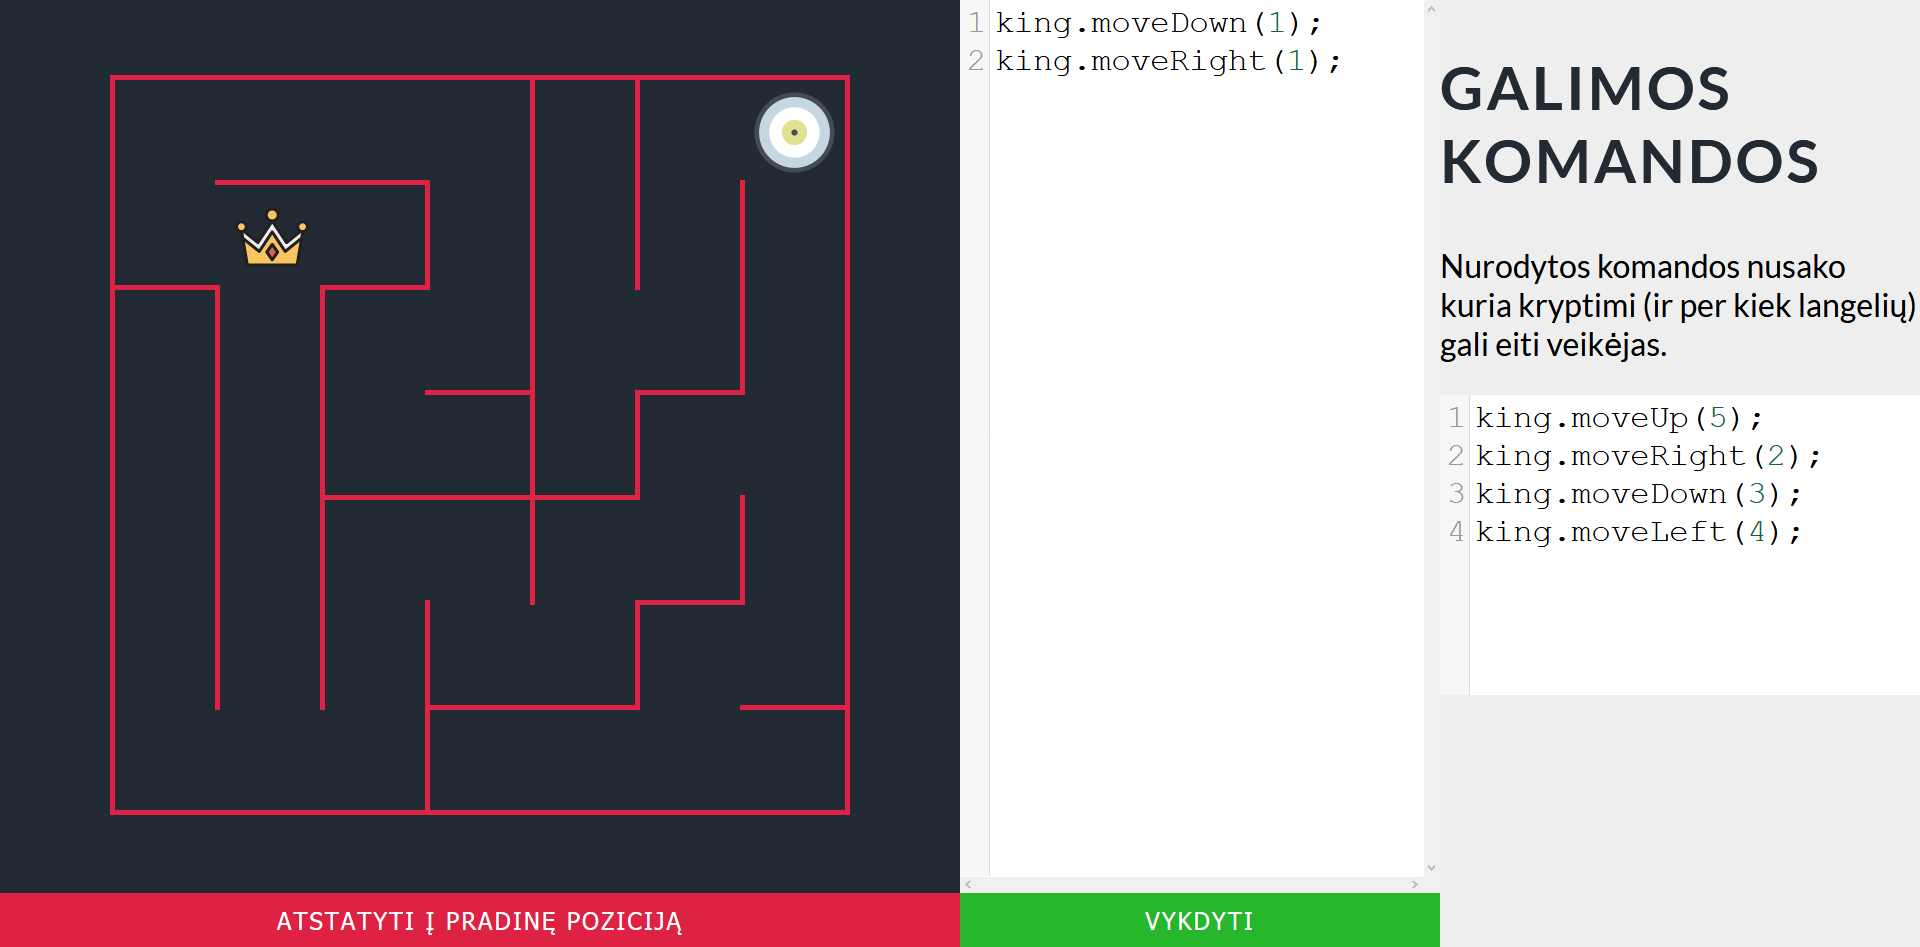 1 king.moveDown(1);
2 king.moveRight(1);
GALIMOS
KOMANDOS
Nurodytos komandos nusako
kuria kryptimi (ir per kiek langelių)
gali eiti veikėjas.
1 king.moveUp(5);
2 king.moveRight(2);
3 king.moveDown(3);
4 king.moveLeft(4);
ATSTATYTI Į PRADINĘ POZICIJĄ
VYKDYTI